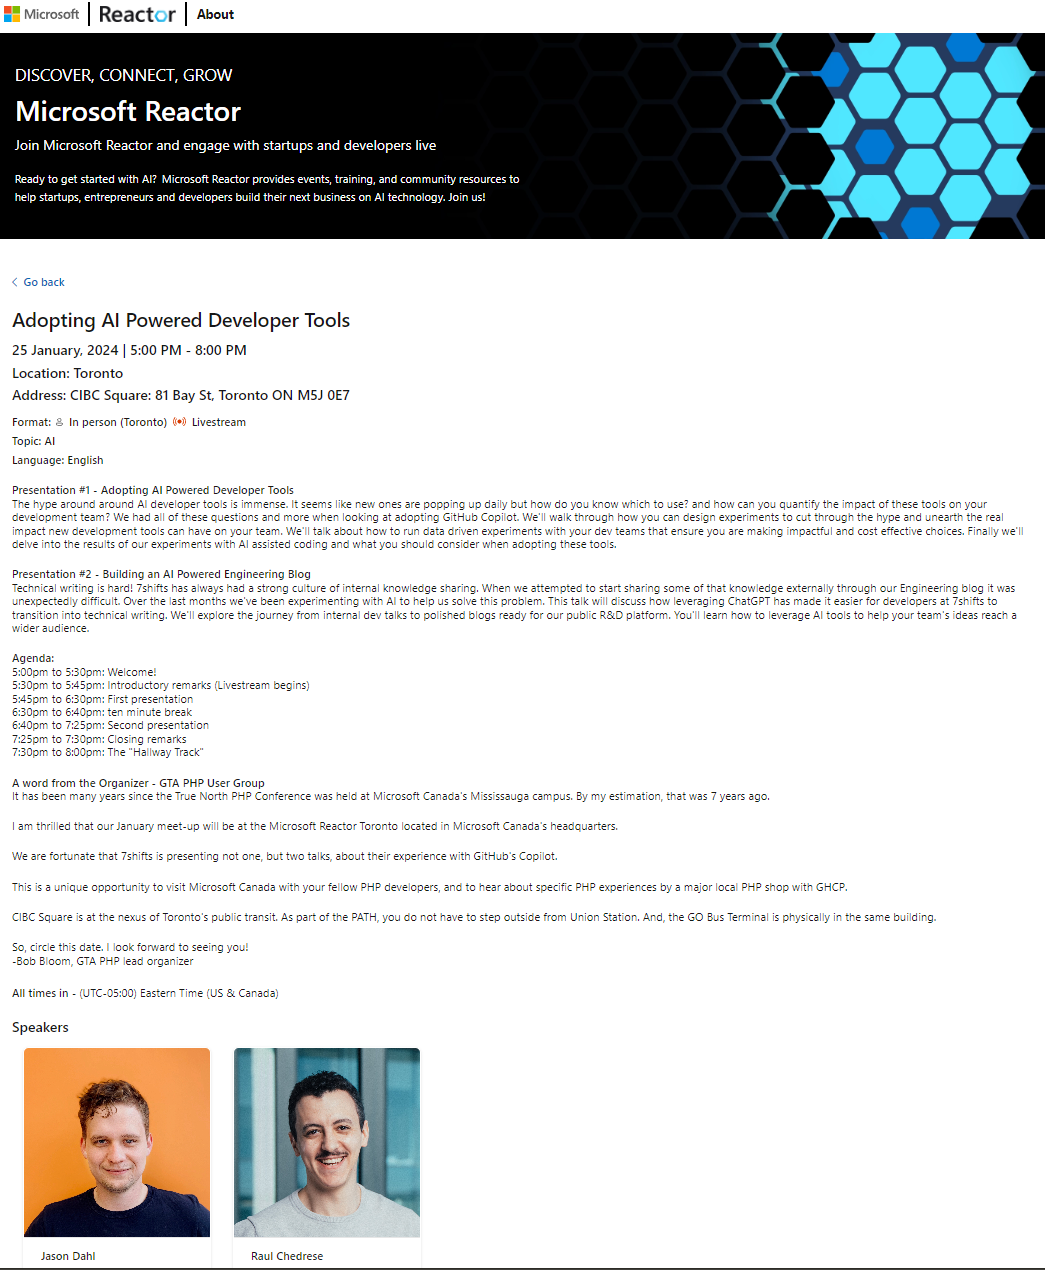 Microsoft | Reactor | About
DISCOVER, CONNECT, GROW
Microsoft Reactor
Join Microsoft Reactor and engage with startups and developers live
Ready to get started with AI? Microsoft Reactor provides events, training, and community resources to
help startups, entrepreneurs and developers build their next business on AI technology. Join us!
Go back
Adopting AI Powered Developer Tools
25 January, 2024 | 5:00 PM - 8:00 PM
Location: Toronto
Address: CIBC Square: 81 Bay St, Toronto ON M5J 0E7
Format: In person (Toronto) Livestream
Topic: AI
Language: English
Presentation #1 - Adopting AI Powered Developer Tools
The hype around around AI developer tools is immense. It seems like new ones are popping up daily but how do you know which to use? and how can you quantify the impact of these tools on your
development team? We had all of these questions and more when looking at adopting GitHub Copilot. We'll walk through how you can design experiments to cut through the hype and unearth the real
impact new development tools can have on your team. We'll talk about how to run data driven experiments with your dev teams that ensure you are making impactful and cost effective choices. Finally we'll
delve into the results of our experiments with AI assisted coding and what you should consider when adopting these tools.
Presentation #2 - Building an AI Powered Engineering Blog
Technical writing is hard! 7shifts has always had a strong culture of internal knowledge sharing. When we attempted to start sharing some of that knowledge externally through our Engineering blog it was
unexpectedly difficult. Over the last months we've been experimenting with AI to help us solve this problem. This talk will discuss how leveraging ChatGPT has made it easier for developers at 7shifts to
transition into technical writing. We'll explore the journey from internal dev talks to polished blogs ready for our public R&D platform. You'll learn how to leverage AI tools to help your team's ideas reach a
wider audience.
Agenda:
5:00pm to 5:30pm: Welcome!
5:30pm to 5:45pm: Introductory remarks (Livestream begins)
5:45pm to 6:30pm: First presentation
6:30pm to 6:40pm: ten minute break
6:40pm to 7:25pm: Second presentation
7:25pm to 7:30pm: Closing remarks
7:30pm to 8:00pm: The "Hallway Track"
A word from the Organizer - GTA PHP User Group
It has been many years since the True North PHP Conference was held at Microsoft Canada's Mississauga campus. By my estimation, that was 7 years ago.
I am thrilled that our January meet-up will be at the Microsoft Reactor Toronto located in Microsoft Canada's headquarters.
We are fortunate that 7shifts is presenting not one, but two talks, about their experience with GitHub's Copilot.
This is a unique opportunity to visit Microsoft Canada with your fellow PHP developers, and to hear about specific PHP experiences by a major local PHP shop with GHCP.
CIBC Square is at the nexus of Toronto's public transit. As part of the PATH, you do not have to step outside from Union Station. And, the GO Bus Terminal is physically in the same building.
So, circle this date. I look forward to seeing you!
-Bob Bloom, GTA PHP lead organizer
All times in - (UTC-05:00) Eastern Time (US & Canada)
Speakers
Jason Dahl
Raul Chedrese